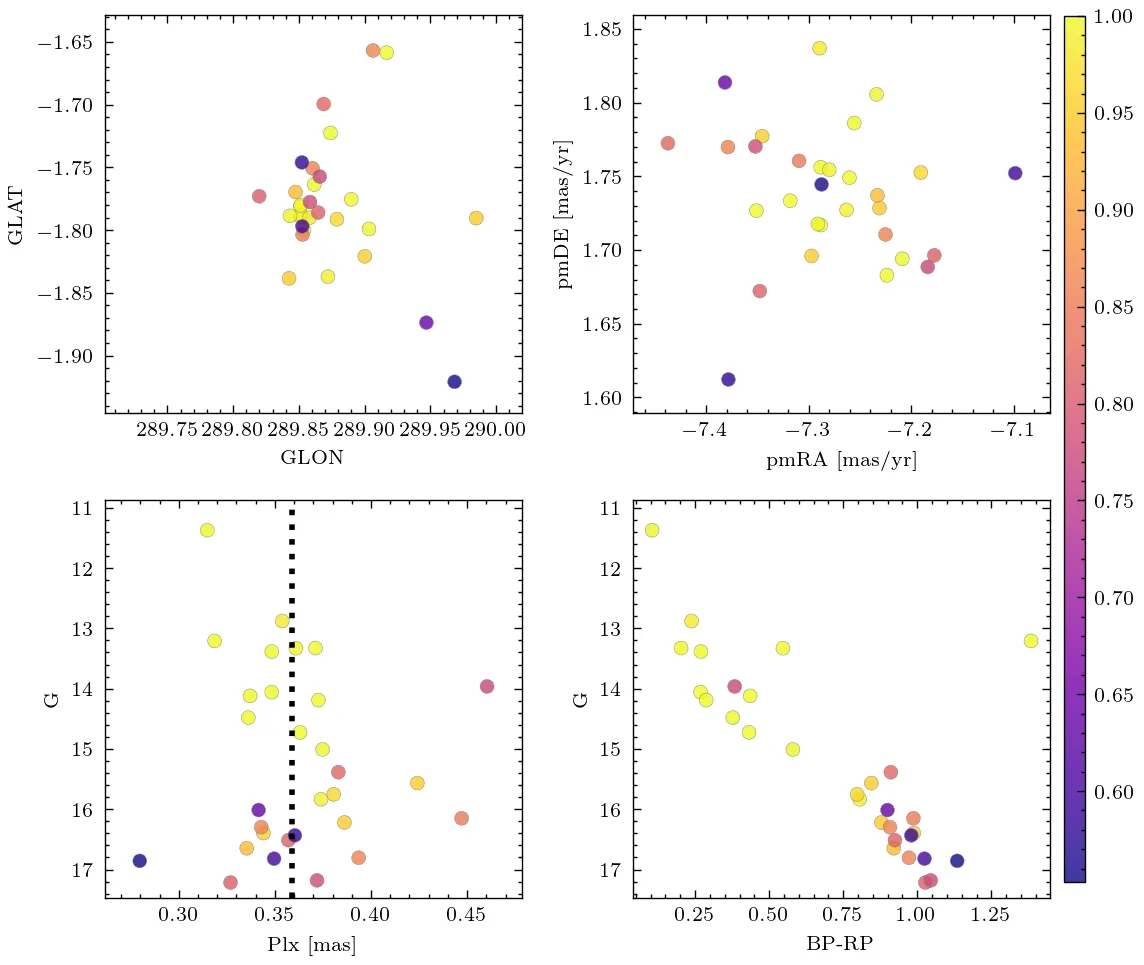 −1.65
−1.70
−1.75
−1.80
−1.85
−1.90
GLAT
289.75 289.80 289.85 289.90 289.95 290.00
GLON
1.85
1.80
1.75
1.70
1.65
1.60
pmDE [mas/yr]
−7.4 −7.3 −7.2 −7.1
pmRA [mas/yr]
11
12
13
14
15
16
17
G
0.30 0.35 0.40 0.45
Plx [mas]
11
12
13
14
15
16
17
G
0.25 0.50 0.75 1.00 1.25
BP-RP
1.00
0.95
0.90
0.85
0.80
0.75
0.70
0.65
0.60